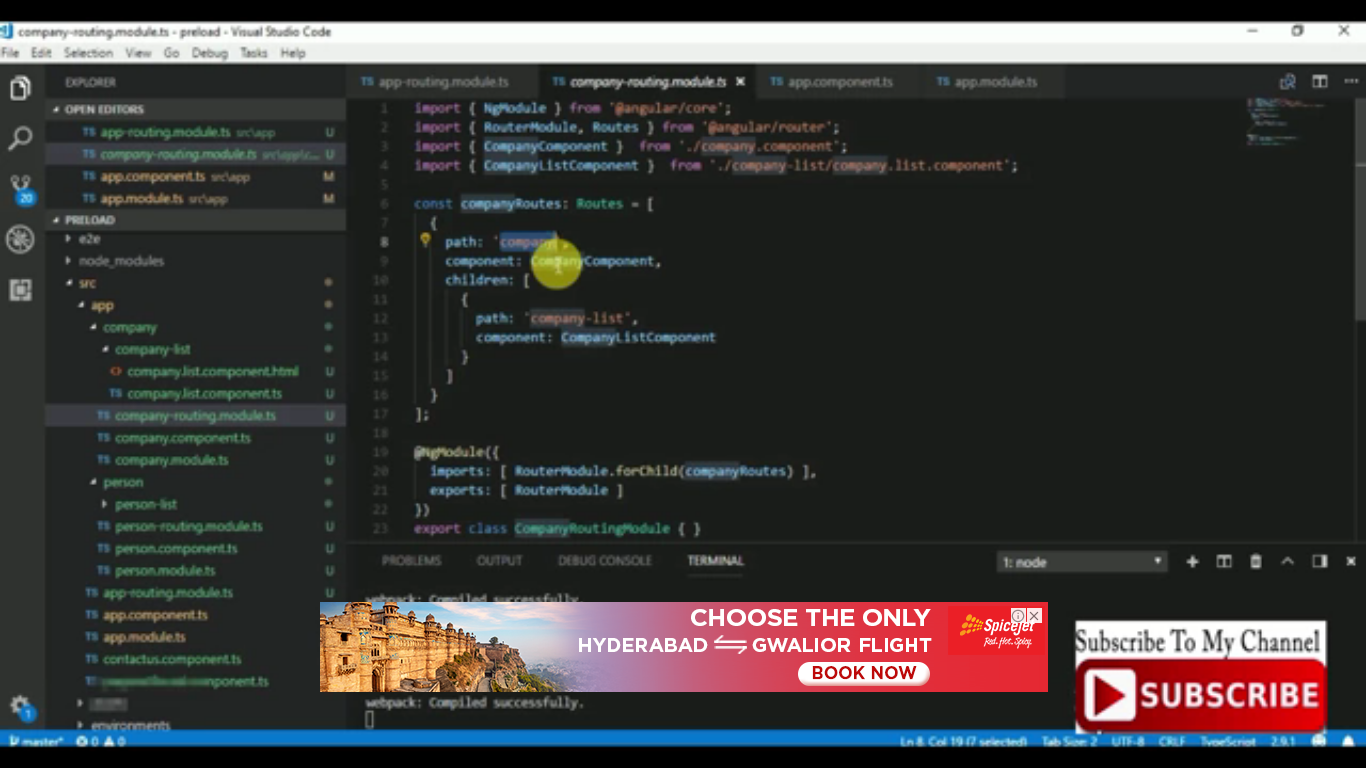 company-routing.module.ts - preload - Visual Studio Code
File Edit Selection View Go Debug Tasks Help
EXPLORER
OPEN EDITORS
TS app-routing.module.ts src\app U
TS company-routing.module.ts src\app\c... U
TS app.component.ts src\app M
TS app.module.ts src\app M
PRELOAD
e2e
node_modules
src
app
company
company-list
company.list.component.html U
TS company.list.component.ts U
TS company-routing.module.ts U
TS company.component.ts U
TS company.module.ts U
person
person-list
TS person-routing.module.ts U
TS person.component.ts U
TS person.module.ts U
TS app-routing.module.ts U
TS app.component.ts
TS app.module.ts
TS contactus.component.ts
environments
20
1
TS app-routing.module.ts TS company-routing.module.ts × TS app.component.ts TS app.module.ts
1 import { NgModule } from '@angular/core';
2 import { RouterModule, Routes } from '@angular/router';
3 import { CompanyComponent } from './company.component';
4 import { CompanyListComponent } from './company-list/company.list.component';
5
6 const companyRoutes: Routes = [
7 {
8 path: 'company',
9 component: CompanyComponent,
10 children: [
11 {
12 path: 'company-list',
13 component: CompanyListComponent
14 }
15 ]
16 }
17 ];
18
19 @NgModule({
20 imports: [ RouterModule.forChild(companyRoutes) ],
21 exports: [ RouterModule ]
22 })
23 export class CompanyRoutingModule { }
PROBLEMS OUTPUT DEBUG CONSOLE TERMINAL 1: node
webpack: Compiled successfully.
CHOOSE THE ONLY
HYDERABAD GWALIOR FLIGHT
BOOK NOW
SpiceJet
Red. Hot. Spicy.
webpack: Compiled successfully.
Subscribe To My Channel
SUBSCRIBE
master* 0 0 Ln 8, Col 19 (7 selected) Tab Size: 2 UTF-8 CRLF TypeScript 2.9.1